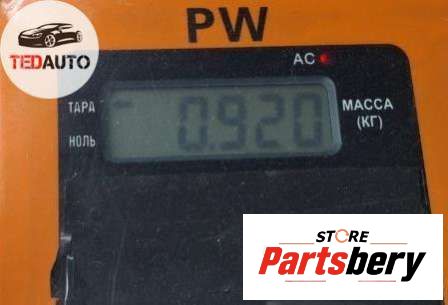 PW
TEDAUTO
AC
ТАРА
0.920
МАССА
(КГ)
НОЛЬ
STORE
Partsbery